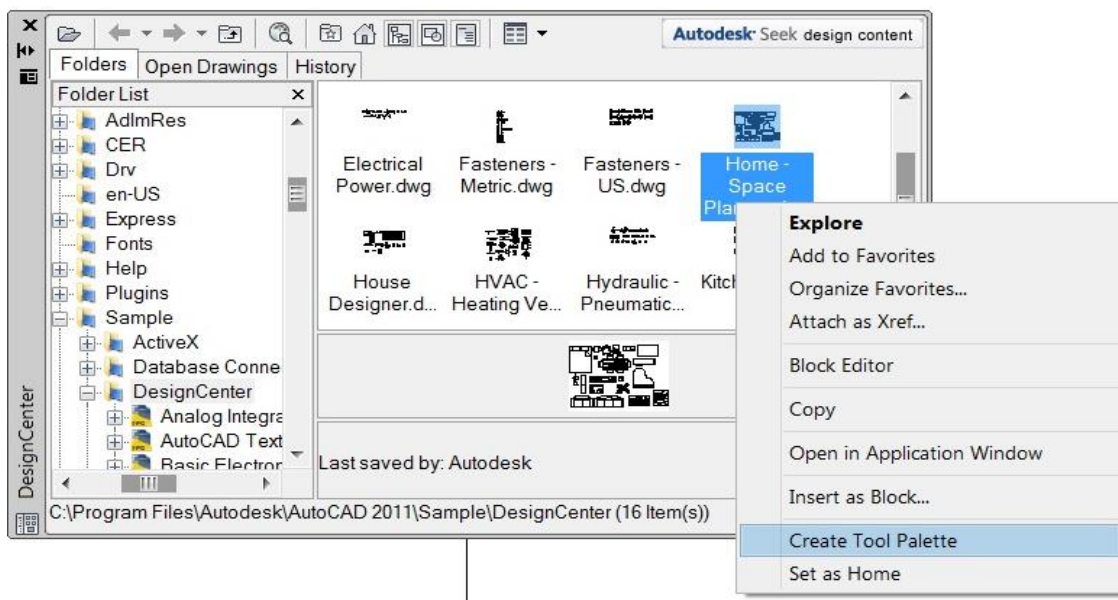 Autodesk Seek design content
Folders
Open Drawings
History
Folder List
AdlmRes
CER
Drv
en-US
Express
Fonts
Help
Plugins
Sample
ActiveX
Database Conne
DesignCenter
Analog Integra
AutoCAD Text
Basic Electron
Electrical
Power.dwg
Fasteners -
Metric.dwg
Fasteners -
US.dwg
Home -
Space
House
Designer.d...
HVAC -
Heating Ve...
Hydraulic -
Pneumatic...
Last saved by: Autodesk
C:\Program Files\Autodesk\AutoCAD 2011\Sample\DesignCenter (16 Item(s))
DesignCenter
Explore
Add to Favorites
Organize Favorites...
Attach as Xref...
Block Editor
Copy
Open in Application Window
Insert as Block...
Create Tool Palette
Set as Home